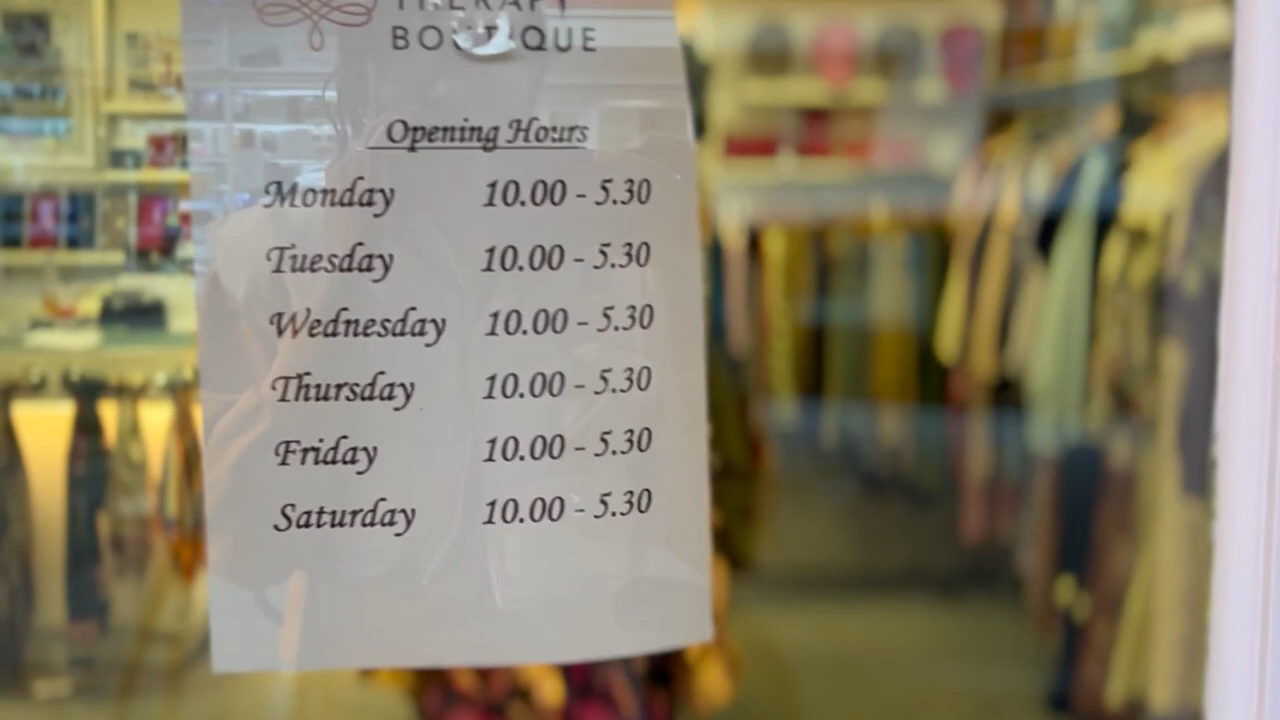 THERAPY
BOUTIQUE
Opening Hours
Monday 10.00 - 5.30
Tuesday 10.00 - 5.30
Wednesday 10.00 - 5.30
Thursday 10.00 - 5.30
Friday 10.00 - 5.30
Saturday 10.00 - 5.30